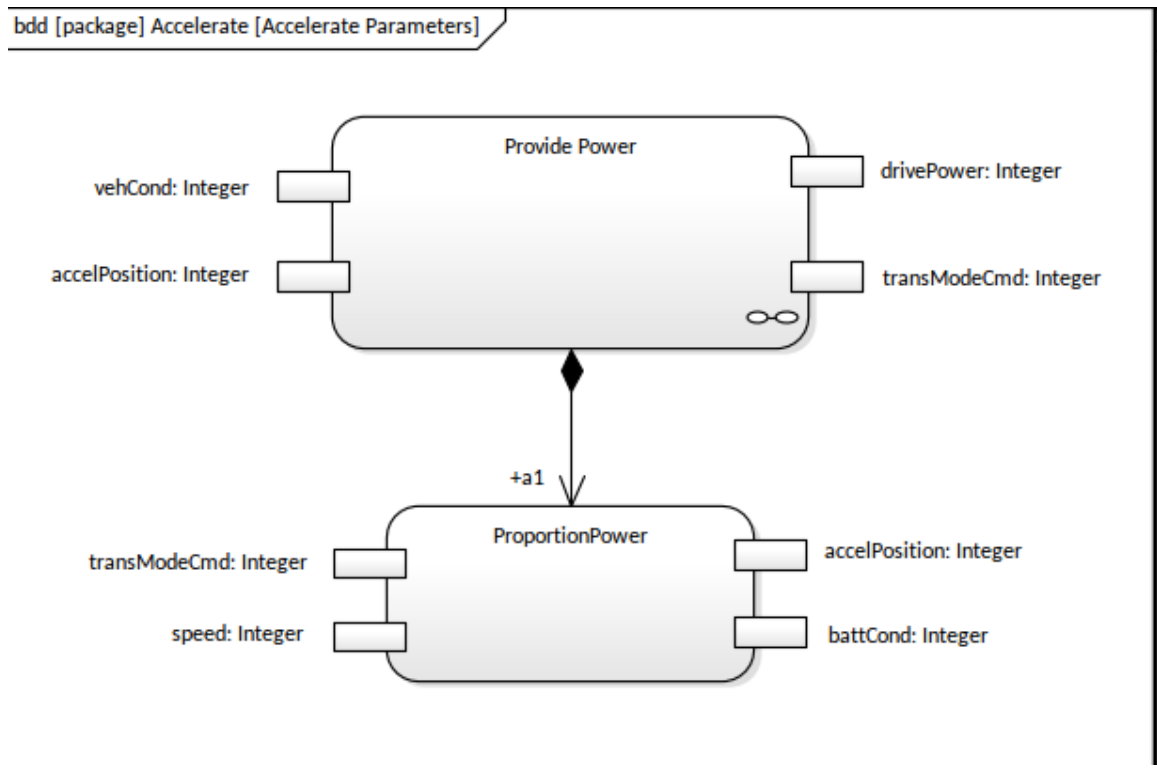 bdd [package] Accelerate [Accelerate Parameters]
Provide Power
vehCond: Integer
drivePower: Integer
accelPosition: Integer
transModeCmd: Integer
+a1
ProportionPower
transModeCmd: Integer
accelPosition: Integer
speed: Integer
battCond: Integer